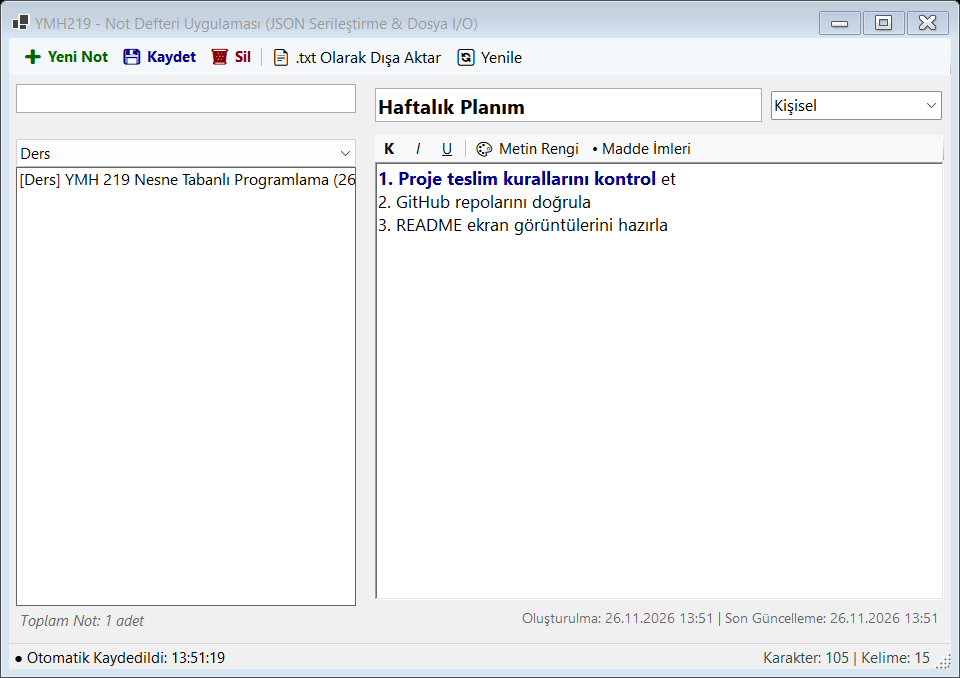 YMH219 - Not Defteri Uygulaması (JSON Serileştirme & Dosya I/O)
Yeni Not Kaydet Sil .txt Olarak Dışa Aktar Yenile
Haftalık Planım
Kişisel
Ders
K I U Metin Rengi • Madde İmleri
[Ders] YMH 219 Nesne Tabanlı Programlama (26
1. Proje teslim kurallarını kontrol et
2. GitHub repolarını doğrula
3. README ekran görüntülerini hazırla
Toplam Not: 1 adet
Oluşturulma: 26.11.2026 13:51 | Son Güncelleme: 26.11.2026 13:51
● Otomatik Kaydedildi: 13:51:19
Karakter: 105 | Kelime: 15